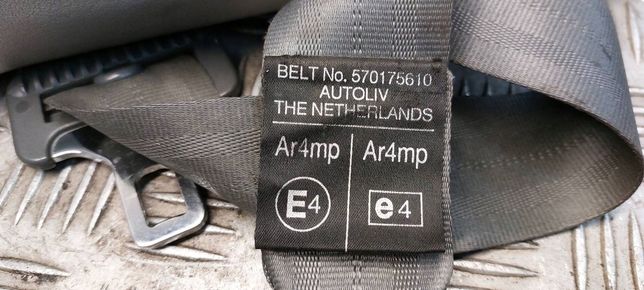 BELT No. 570175610
AUTOLIV
THE NETHERLANDS
Ar4mp Ar4mp
E4 e4